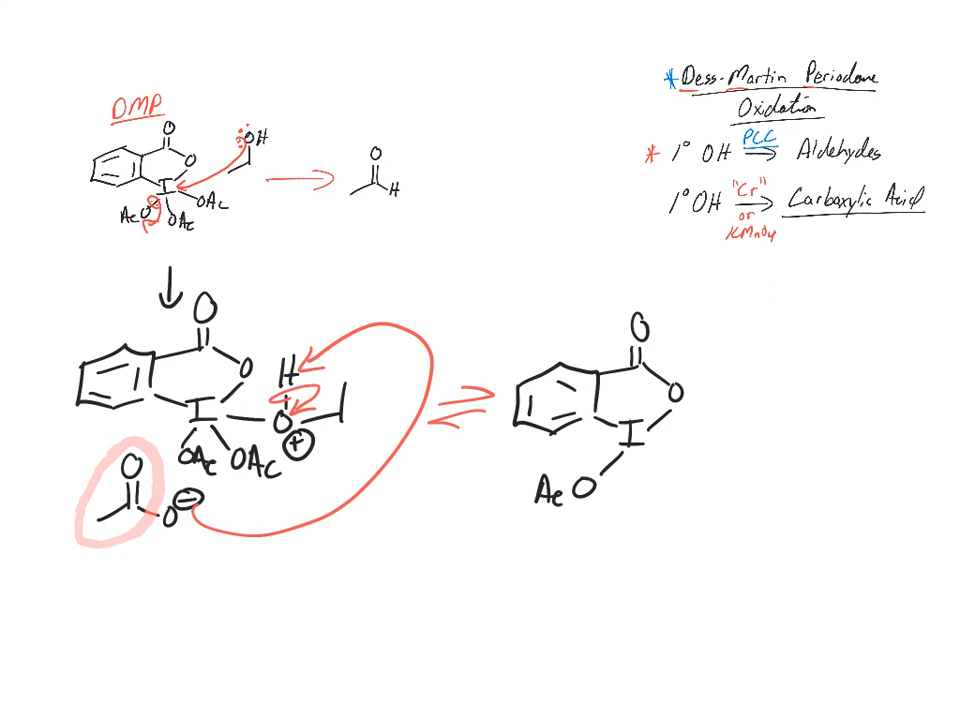 *Dess-Martin Periodane
Oxidation
* 1° OH PCC ⇒ Aldehydes
1° OH "Cr" or KMnO4 ⇒ Carboxylic Acid
DMP
O
O
I
AcO
OAc
OAc
OH
O
H
O
O
I
H
O
+
OAc
OAc
O
O
−
O
O
I
AcO